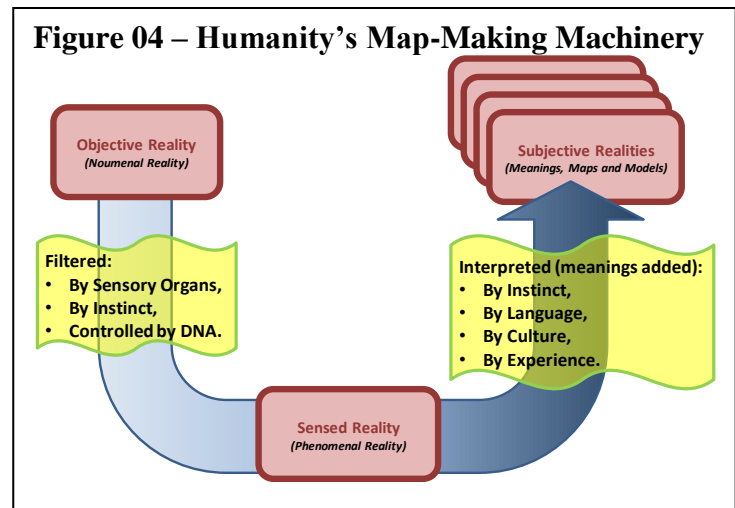 Figure 04 – Humanity's Map-Making Machinery
Objective Reality
(Noumenal Reality)
Subjective Realities
(Meanings, Maps and Models)
Filtered:
• By Sensory Organs,
• By Instinct,
• Controlled by DNA.
Interpreted (meanings added):
• By Instinct,
• By Language,
• By Culture,
• By Experience.
Sensed Reality
(Phenomenal Reality)